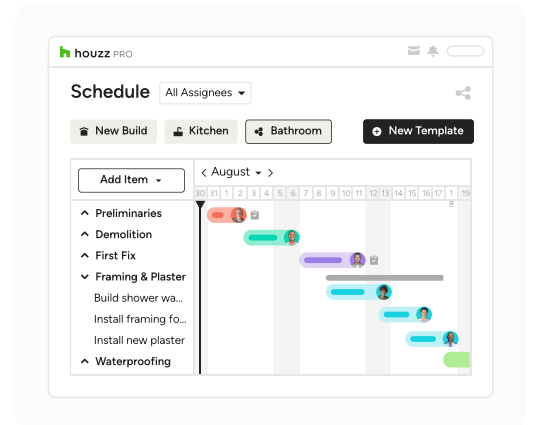 houzz PRO
Schedule
All Assignees
New Build
Kitchen
Bathroom
New Template
Add Item
August
30 31 1 2 3 4 5 6 7 8 9 10 11 12 13 14 15 16 17 1 19
8
Preliminaries
Demolition
First Fix
Framing & Plaster
Build shower wa...
Install framing fo...
Install new plaster
Waterproofing